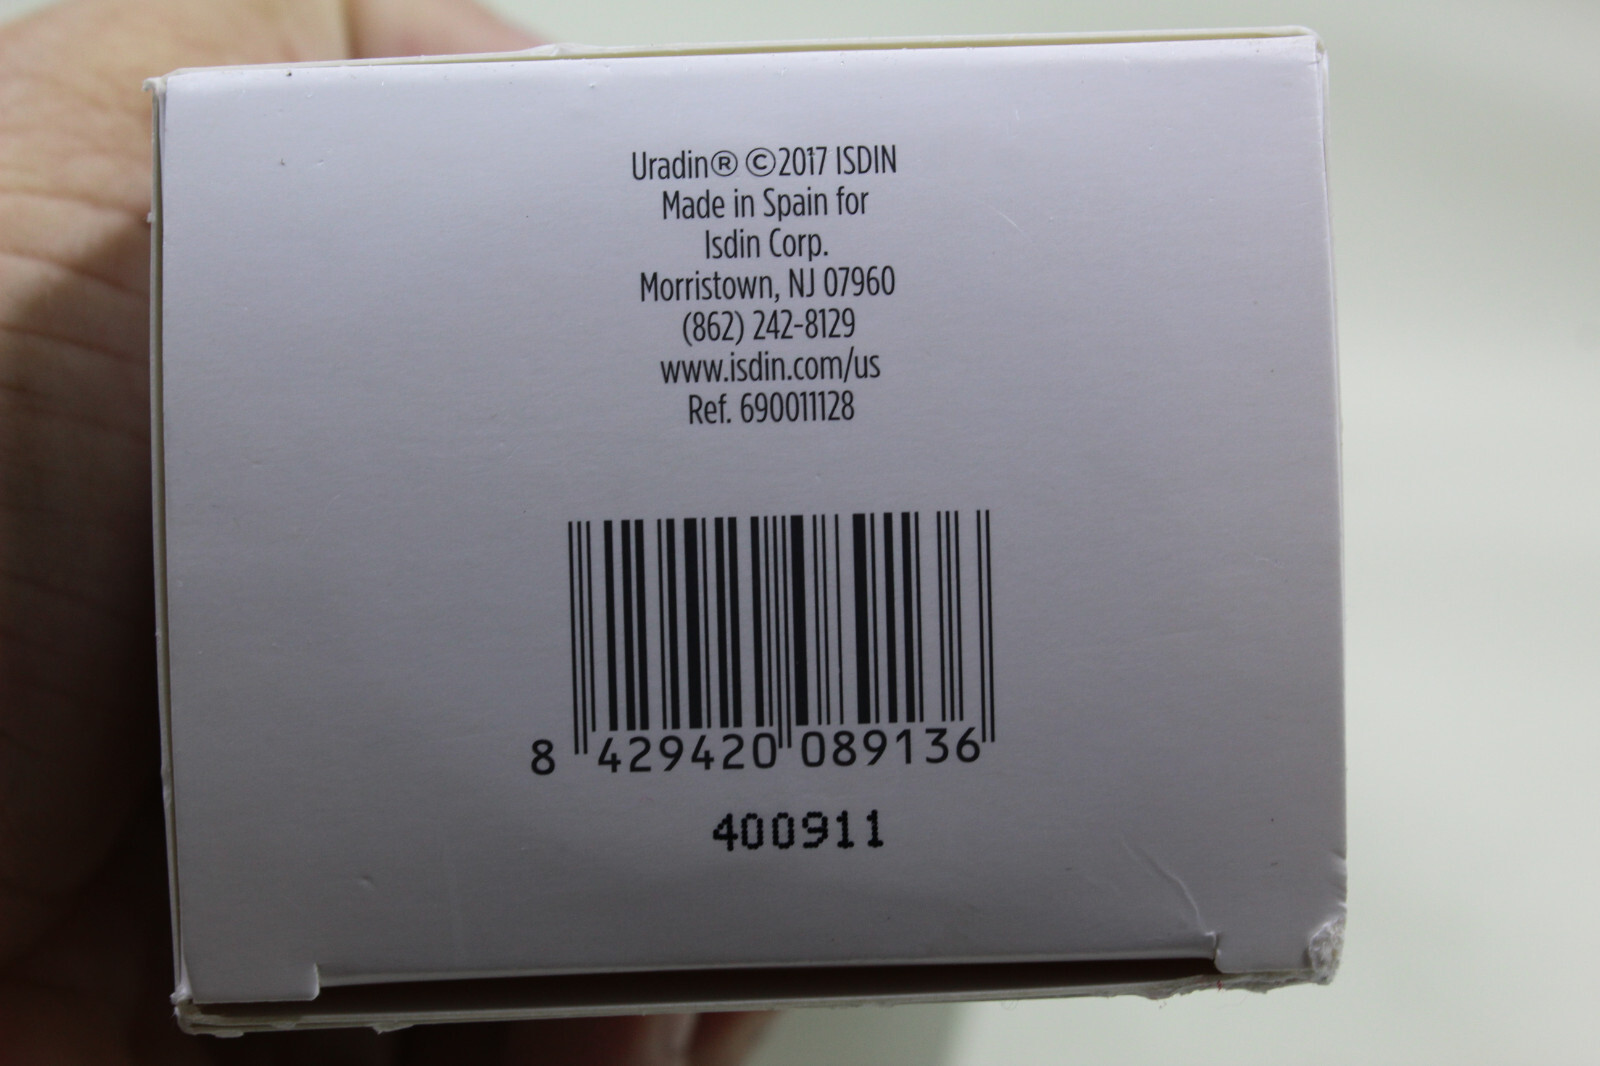 Uradin® ©2017 ISDIN
Made in Spain for
Isdin Corp.
Morristown, NJ 07960
(862) 242-8129
www.isdin.com/us
Ref. 690011128
8 429420 089136
400911